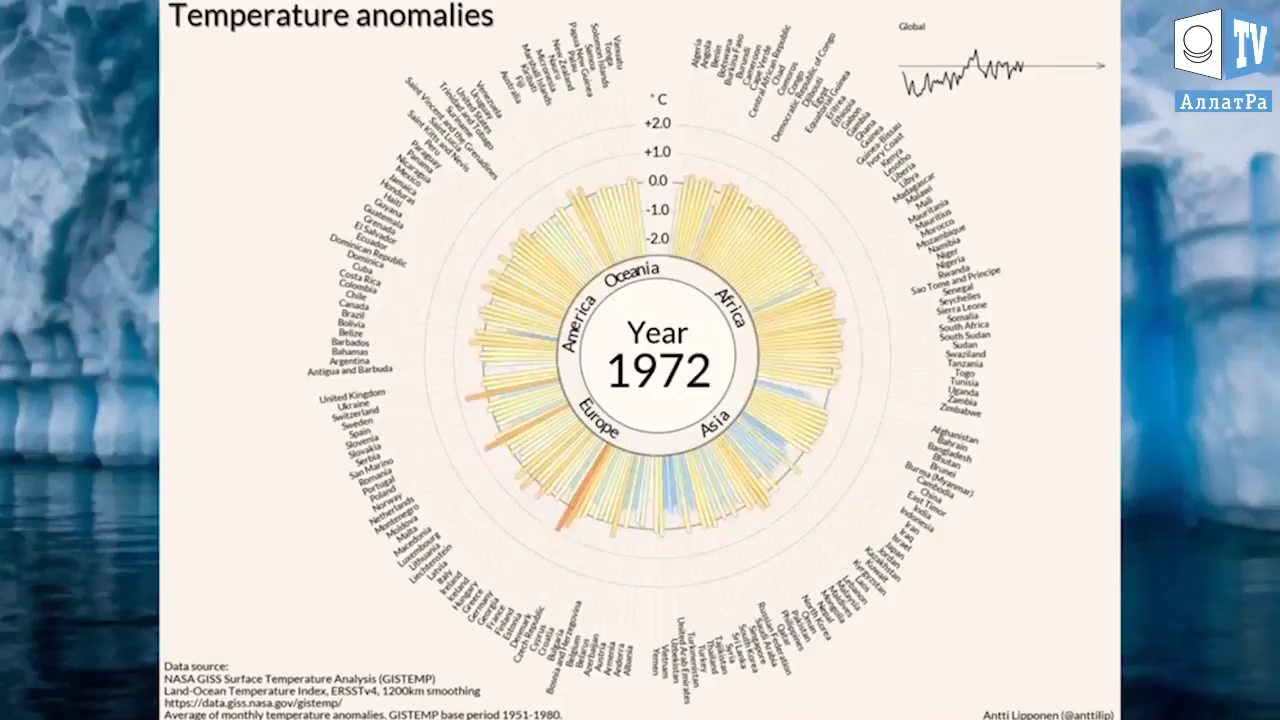 Temperature anomalies
Global
TV
АллатРа
°C
+2.0
+1.0
0.0
-1.0
-2.0
Oceania
Africa
Asia
Europe
America
Year
1972
Algeria
Angola
Benin
Botswana
Burkina Faso
Burundi
Cameroon
Cape Verde
Central African Republic
Chad
Comoros
Congo
Democratic Republic of Congo
Djibouti
Egypt
Equatorial Guinea
Eritrea
Ethiopia
Gabon
Gambia
Ghana
Guinea
Guinea-Bissau
Ivory Coast
Kenya
Lesotho
Liberia
Libya
Madagascar
Malawi
Mali
Mauritania
Mauritius
Morocco
Mozambique
Namibia
Niger
Nigeria
Rwanda
Sao Tome and Principe
Senegal
Seychelles
Sierra Leone
Somalia
South Africa
South Sudan
Sudan
Swaziland
Tanzania
Togo
Tunisia
Uganda
Zambia
Zimbabwe
Afghanistan
Bahrain
Bangladesh
Bhutan
Brunei
Burma (Myanmar)
Cambodia
China
East Timor
India
Indonesia
Iran
Iraq
Israel
Japan
Jordan
Kazakhstan
Kuwait
Kyrgyzstan
Laos
Lebanon
Malaysia
Maldives
Mongolia
Nepal
North Korea
Oman
Pakistan
Philippines
Qatar
Russian Federation
Saudi Arabia
Singapore
South Korea
Sri Lanka
Syria
Tajikistan
Thailand
Turkey
Turkmenistan
United Arab Emirates
Uzbekistan
Vietnam
Yemen
Albania
Andorra
Armenia
Austria
Azerbaijan
Belarus
Belgium
Bosnia and Herzegovina
Bulgaria
Croatia
Cyprus
Czech Republic
Denmark
Estonia
Finland
France
Georgia
Germany
Greece
Hungary
Iceland
Ireland
Italy
Latvia
Liechtenstein
Lithuania
Luxembourg
Macedonia
Malta
Moldova
Montenegro
Netherlands
Norway
Poland
Portugal
Romania
San Marino
Serbia
Slovakia
Slovenia
Spain
Sweden
Switzerland
Ukraine
United Kingdom
Antigua and Barbuda
Argentina
Bahamas
Barbados
Belize
Bolivia
Brazil
Canada
Chile
Colombia
Costa Rica
Cuba
Dominica
Dominican Republic
Ecuador
El Salvador
Grenada
Guatemala
Guyana
Haiti
Honduras
Jamaica
Mexico
Nicaragua
Panama
Paraguay
Peru
Saint Kitts and Nevis
Saint Lucia
Saint Vincent and the Grenadines
Suriname
Trinidad and Tobago
United States
Uruguay
Venezuela
Australia
Fiji
Kiribati
Marshall Islands
Micronesia
Nauru
New Zealand
Palau
Papua New Guinea
Samoa
Solomon Islands
Tonga
Vanuatu
Data source:
NASA GISS Surface Temperature Analysis (GISTEMP)
Land-Ocean Temperature Index, ERSSTv4, 1200km smoothing
https://data.giss.nasa.gov/gistemp/
Average of monthly temperature anomalies. GISTEMP base period 1951-1980.
Antti Lipponen (@anttilip)